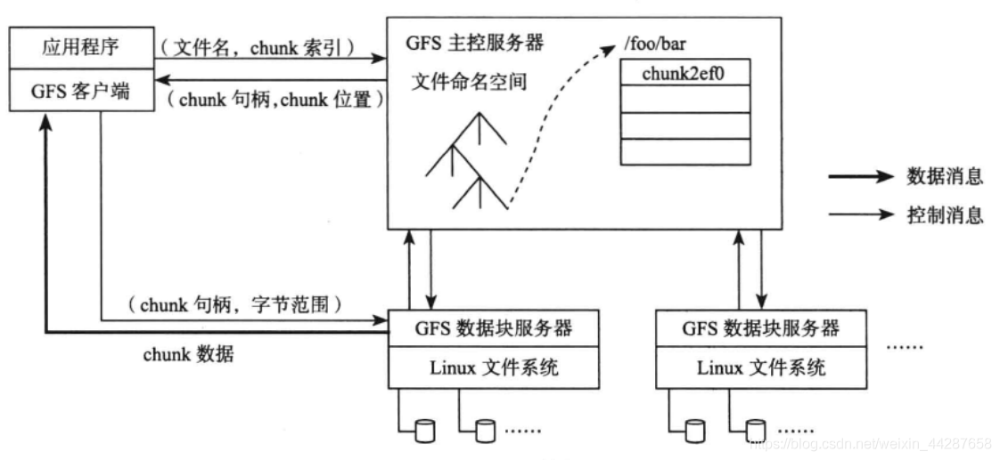 应用程序
GFS 客户端
（文件名，chunk 索引）
（chunk 句柄,chunk 位置）
GFS 主控服务器
文件命名空间
/foo/bar
chunk2ef0
数据消息
控制消息
（chunk 句柄，字节范围）
chunk 数据
GFS 数据块服务器
Linux 文件系统
……
GFS 数据块服务器
Linux 文件系统
……
……
https://blog.csdn.net/weixin_44287658